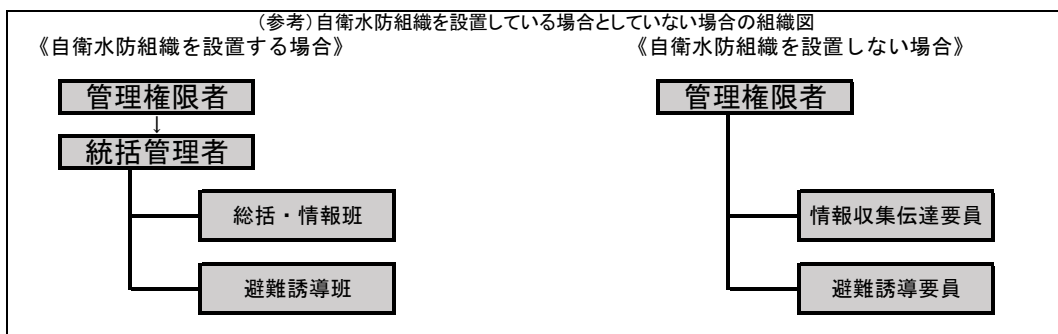 (参考)自衛水防組織を設置している場合としていない場合の組織図
《自衛水防組織を設置する場合》
《自衛水防組織を設置しない場合》
管理権限者
↓
統括管理者
総括・情報班
避難誘導班
管理権限者
情報収集伝達要員
避難誘導要員